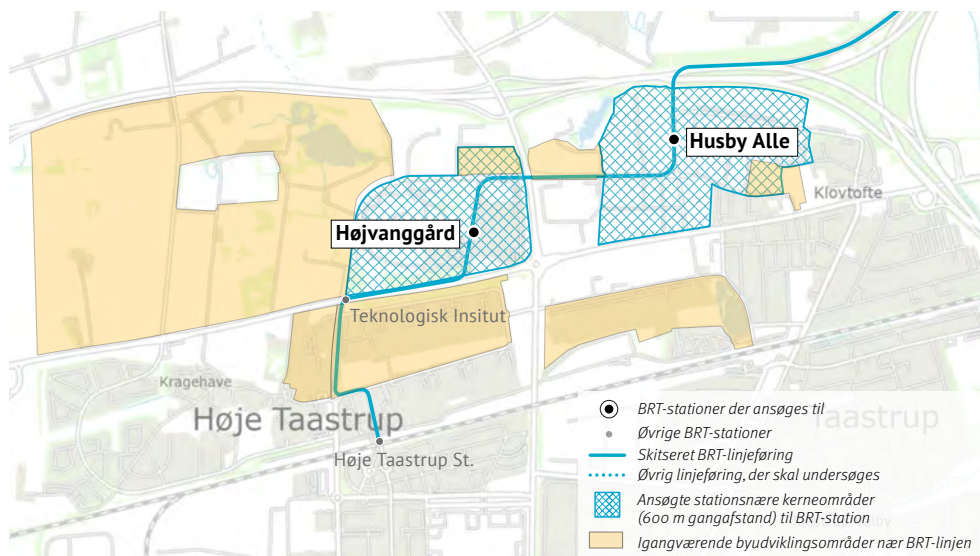 Husby Alle
Klovtofte
Højvanggård
Teknologisk Insitut
Kragehave
Høje Taastrup
Høje Taastrup St.
Taastrup
BRT-stationer der ansøges til
Øvrige BRT-stationer
Skitseret BRT-linjeføring
Øvrig linjeføring, der skal undersøges
Ansøgte stationsnære kerneområder
(600 m gangafstand) til BRT-station
Igangværende byudviklingsområder nær BRT-linjen